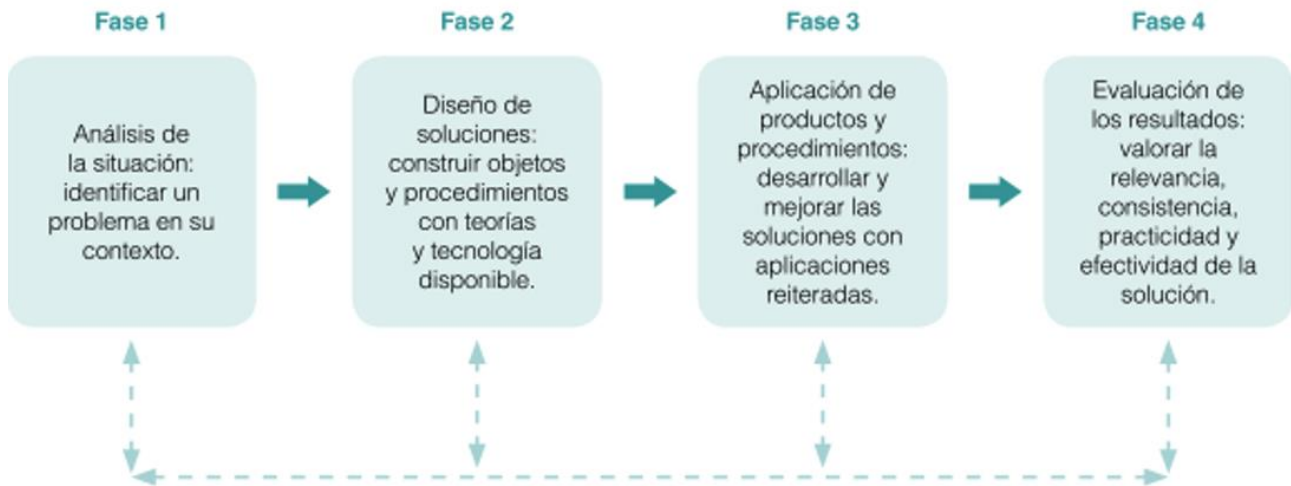 Fase 1
Análisis de
la situación:
identificar un
problema en su
contexto.
Fase 2
Diseño de
soluciones:
construir objetos
y procedimientos
con teorías
y tecnología
disponible.
Fase 3
Aplicación de
productos y
procedimientos:
desarrollar y
mejorar las
soluciones con
aplicaciones
reiteradas.
Fase 4
Evaluación de
los resultados:
valorar la
relevancia,
consistencia,
practicidad y
efectividad de la
solución.